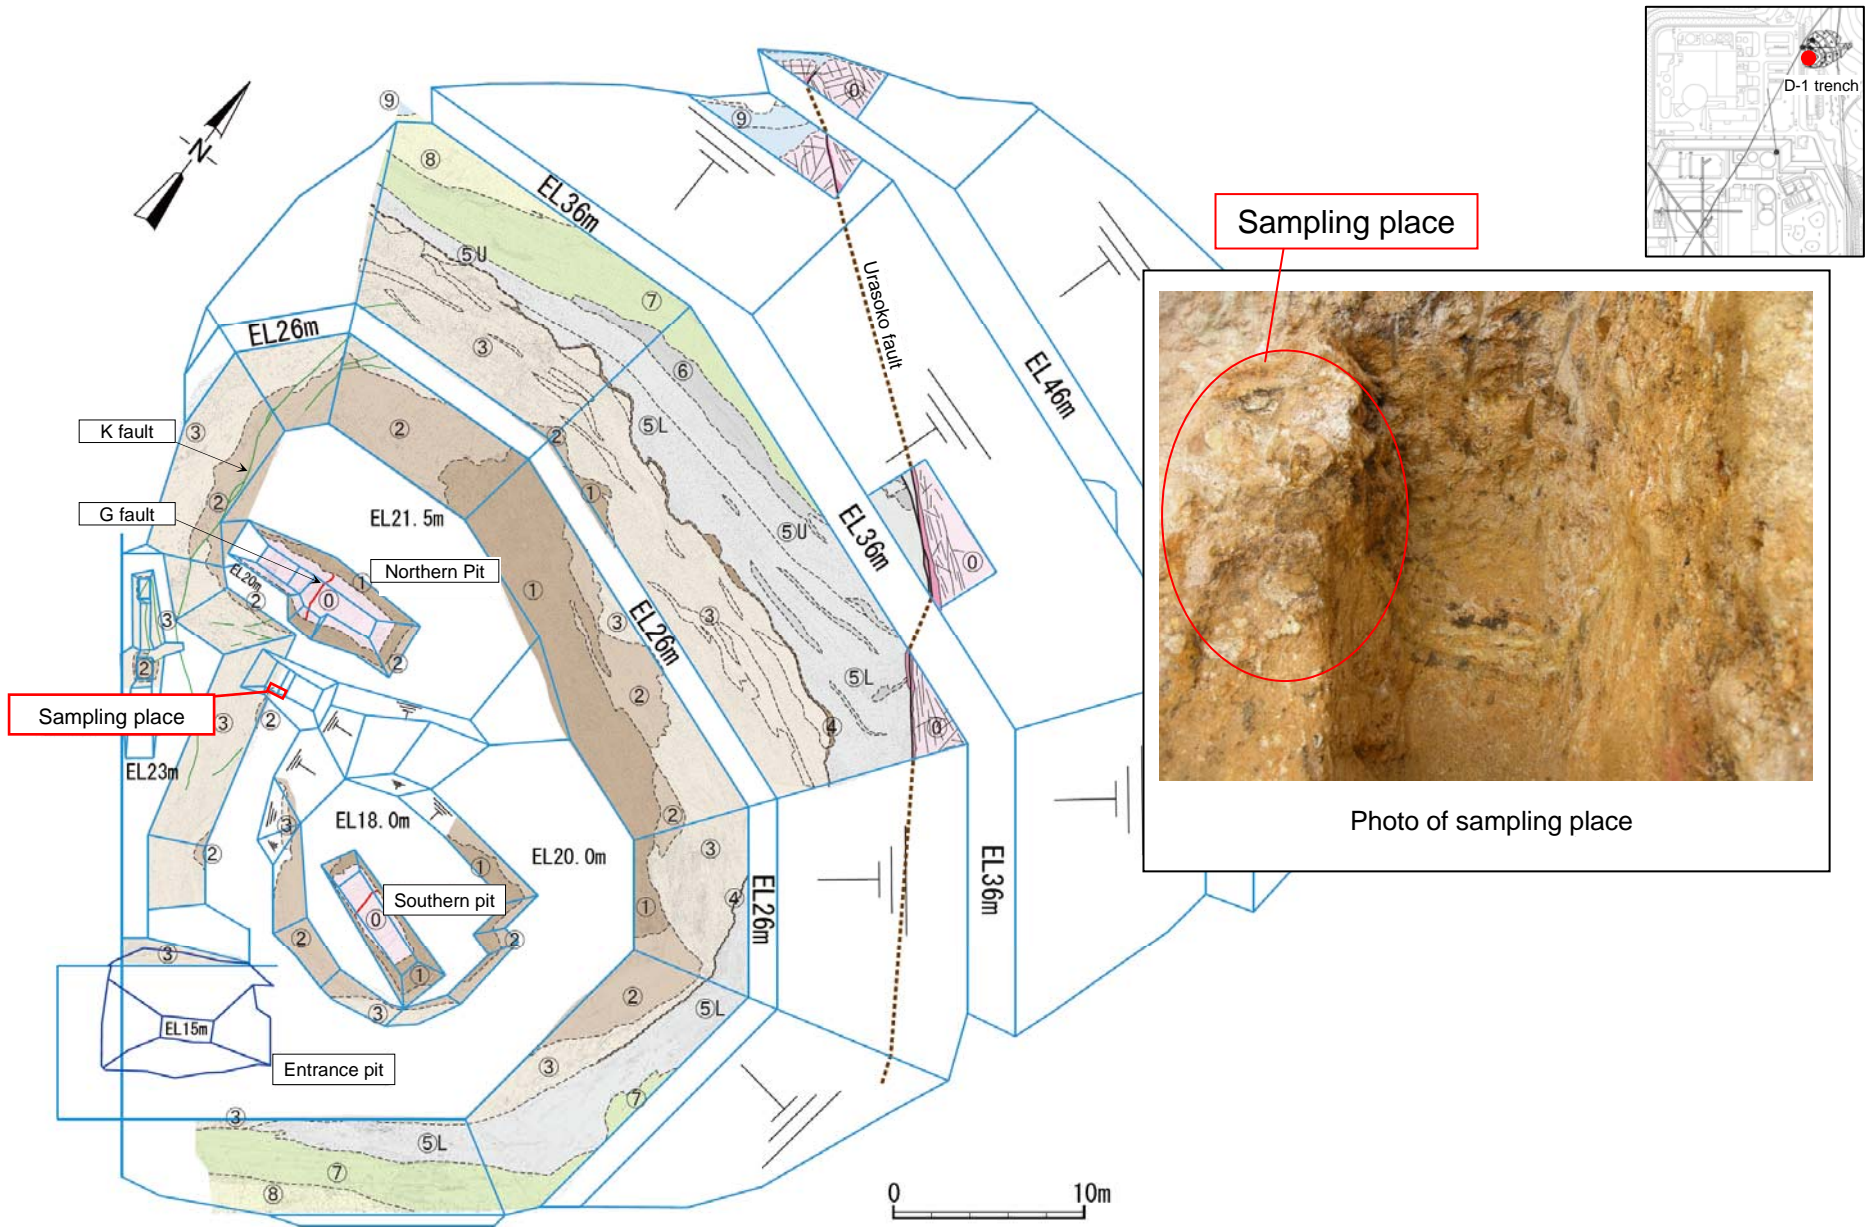 D-1 trench
Sampling place
Photo of sampling place
N
⑨
⑧
EL36m
⓪
⑨
⑤U
⑦
Urasoko fault
EL26m
③
⑥
EL46m
K fault
③
②
⑤L
②
②
①
G fault
EL21.5m
⑤U
EL36m
Northern Pit
①
⓪
EL20m
②
①
⓪
③
③
③
EL26m
②
②
②
⑤L
Sampling place
③
②
④
⓪
EL23m
③
EL18.0m
②
②
EL20.0m
③
①
EL26m
EL36m
Southern pit
⓪
①
④
②
②
①
③
②
③
⑤L
EL15m
Entrance pit
③
③
⑦
③
⑤L
⑦
⑧
0 10m